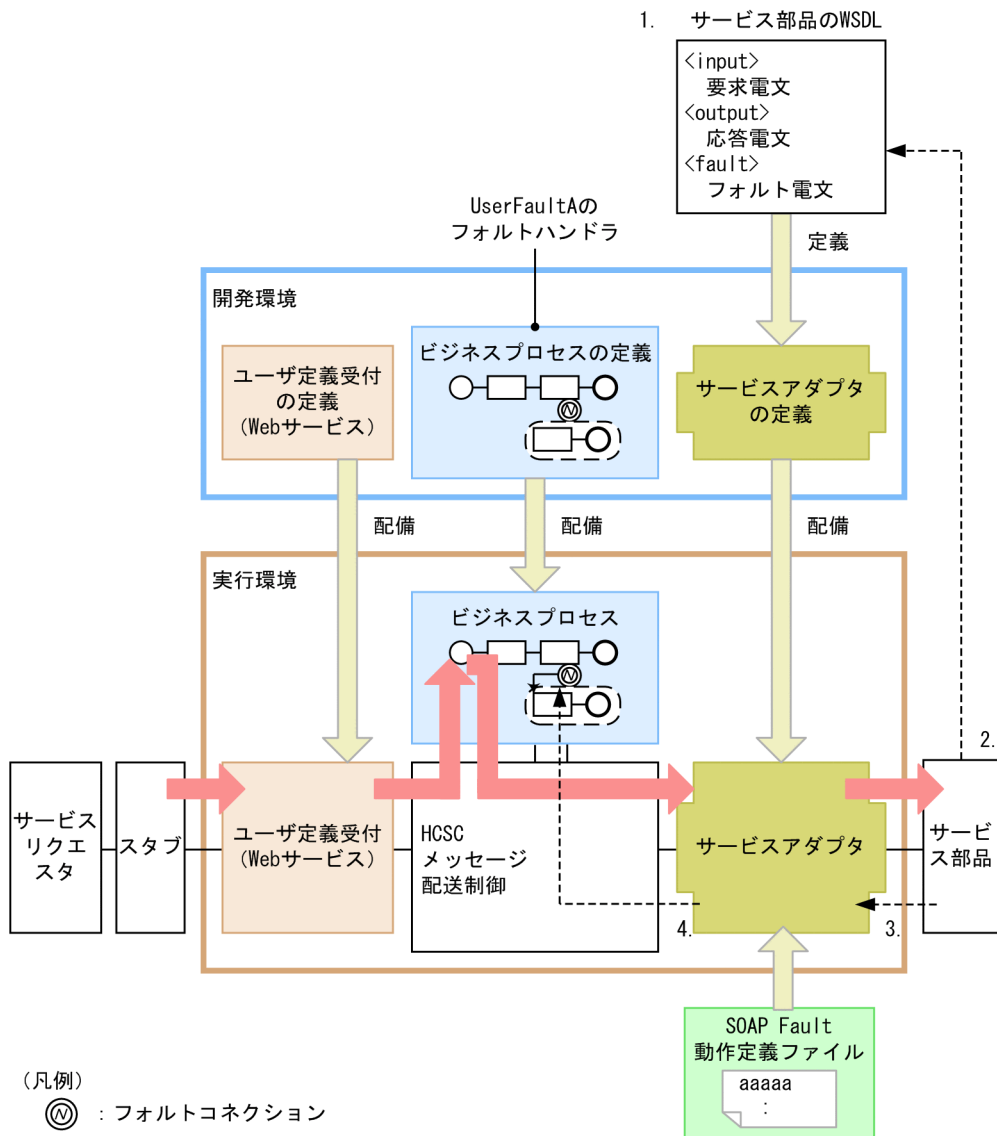 1. サービス部品のWSDL
<input>
要求電文
<output>
応答電文
<fault>
フォルト電文
UserFaultAの
フォルトハンドラ
定義
開発環境
ユーザ定義受付
の定義
(Webサービス)
ビジネスプロセスの定義
サービスアダプタ
の定義
配備
配備
配備
実行環境
ビジネスプロセス
2.
サービス
リクエ
スタ
スタブ
ユーザ定義受付
(Webサービス)
HCSC
メッセージ
配送制御
サービスアダプタ
サービ
ス部品
4.
3.
SOAP Fault
動作定義ファイル
aaaaa
:
(凡例)
N : フォルトコネクション